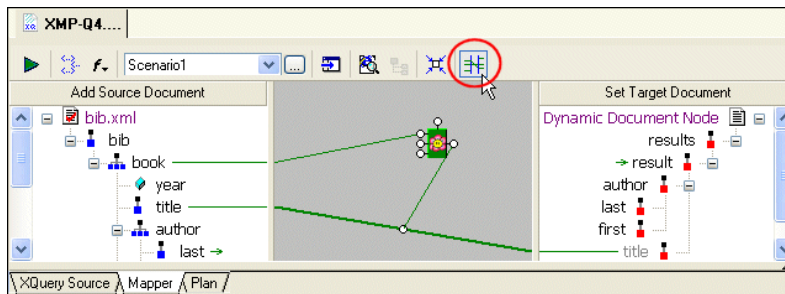 XMP-Q4....
f
Scenario1
...
Add Source Document
Set Target Document
bib.xml
Dynamic Document Node
bib
results
book
result
year
author
title
last
author
first
last
title
XQuery Source
Mapper
Plan